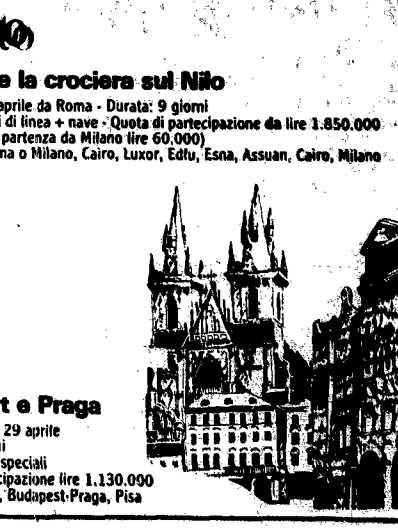 e la crociera sul Nilo
aprile da Roma - Durata: 9 giorni
i di linea + nave - Quota di partecipazione da lire 1.850.000
partenza da Milano lire 60.000)
na o Milano, Cairo, Luxor, Edfu, Esna, Assuan, Cairo, Milano
t e Praga
29 aprile
i
speciali
cipazione lire 1.130.000
, Budapest-Praga, Pisa